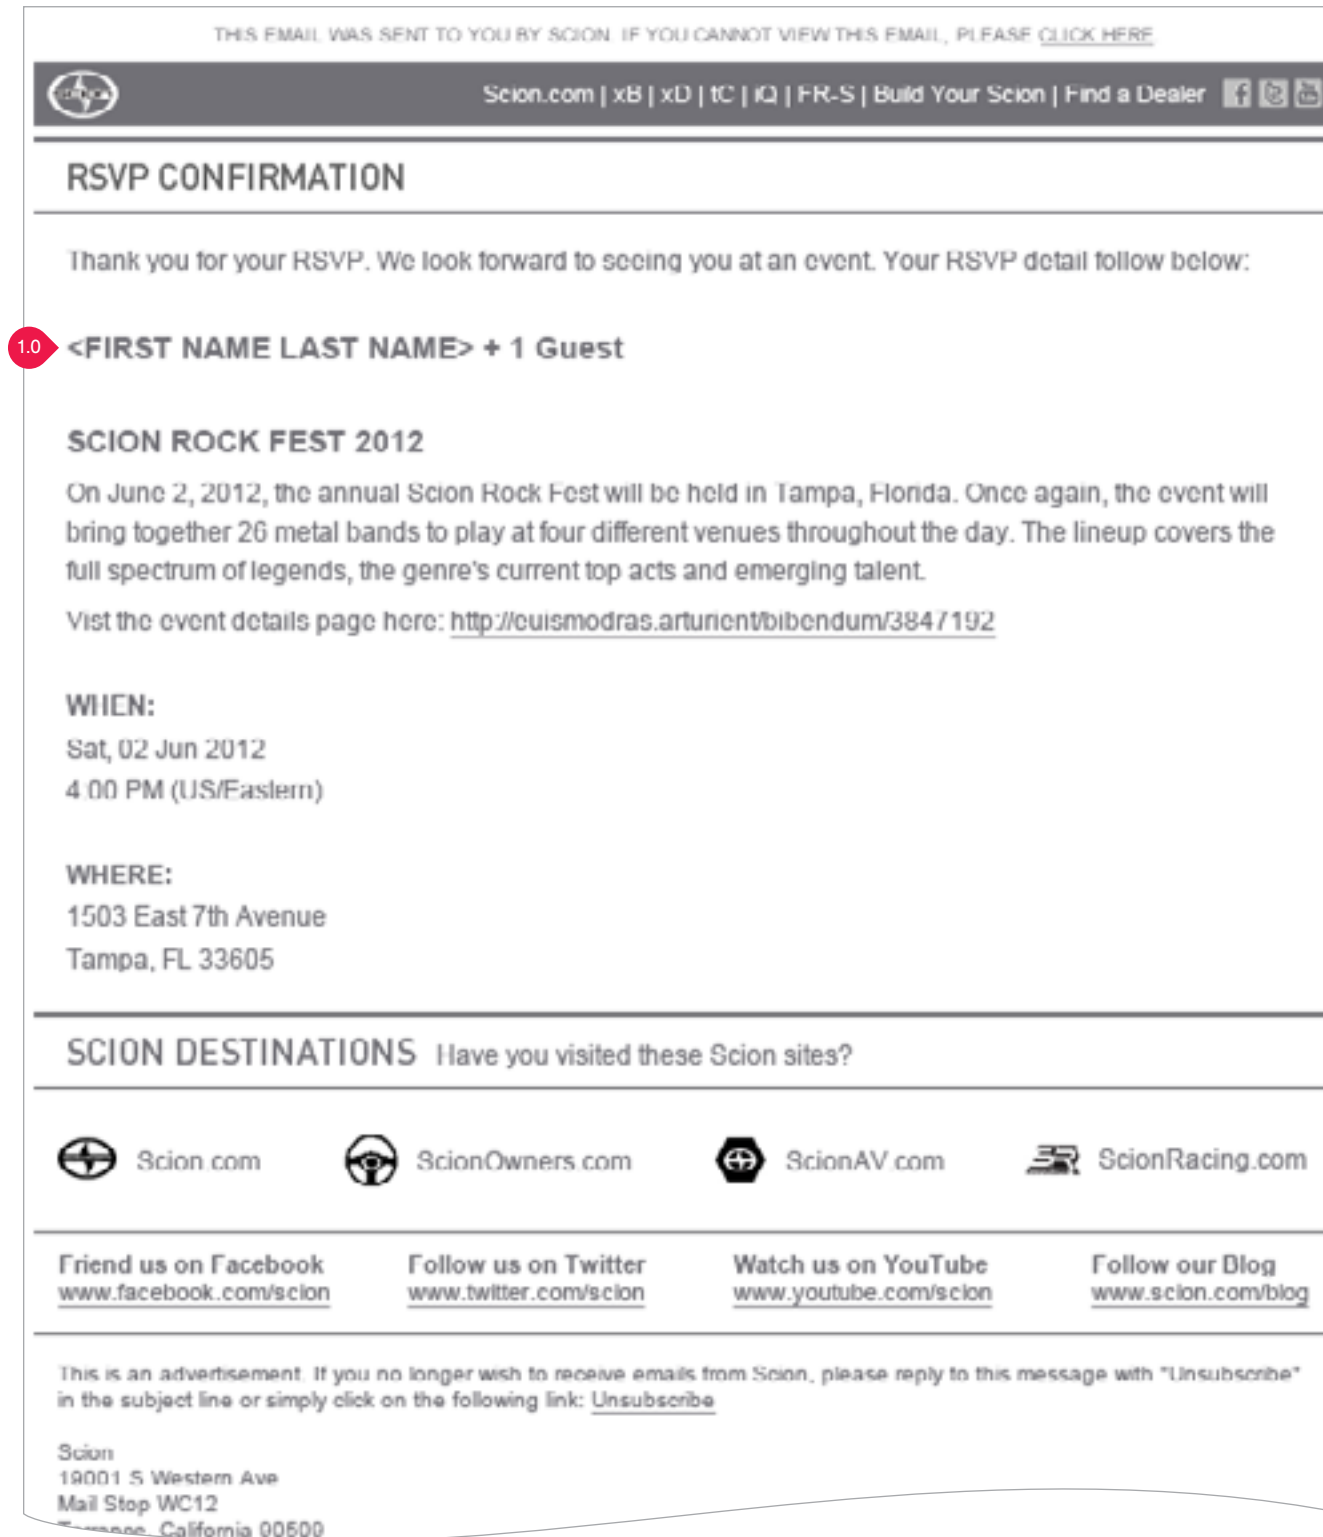 THIS EMAIL WAS SENT TO YOU BY SCION. IF YOU CANNOT VIEW THIS EMAIL, PLEASE CLICK HERE
Scion.com | xB | xD | tC | iQ | FR-S | Build Your Scion | Find a Dealer
RSVP CONFIRMATION
Thank you for your RSVP. We look forward to seeing you at an event. Your RSVP detail follow below:
1.0 <FIRST NAME LAST NAME> + 1 Guest
SCION ROCK FEST 2012
On June 2, 2012, the annual Scion Rock Fest will be held in Tampa, Florida. Once again, the event will
bring together 26 metal bands to play at four different venues throughout the day. The lineup covers the
full spectrum of legends, the genre's current top acts and emerging talent.
Vist the event details page here: http://euismodras.arturient/bibendum/3847192
WHEN:
Sat, 02 Jun 2012
4:00 PM (US/Eastern)
WHERE:
1503 East 7th Avenue
Tampa, FL 33605
SCION DESTINATIONS Have you visited these Scion sites?
Scion.com ScionOwners.com ScionAV.com ScionRacing.com
Friend us on Facebook Follow us on Twitter Watch us on YouTube Follow our Blog
www.facebook.com/scion www.twitter.com/scion www.youtube.com/scion www.scion.com/blog
This is an advertisement. If you no longer wish to receive emails from Scion, please reply to this message with "Unsubscribe"
in the subject line or simply click on the following link: Unsubscribe
Scion
19001 S Western Ave
Mail Stop WC12
Torrance, California